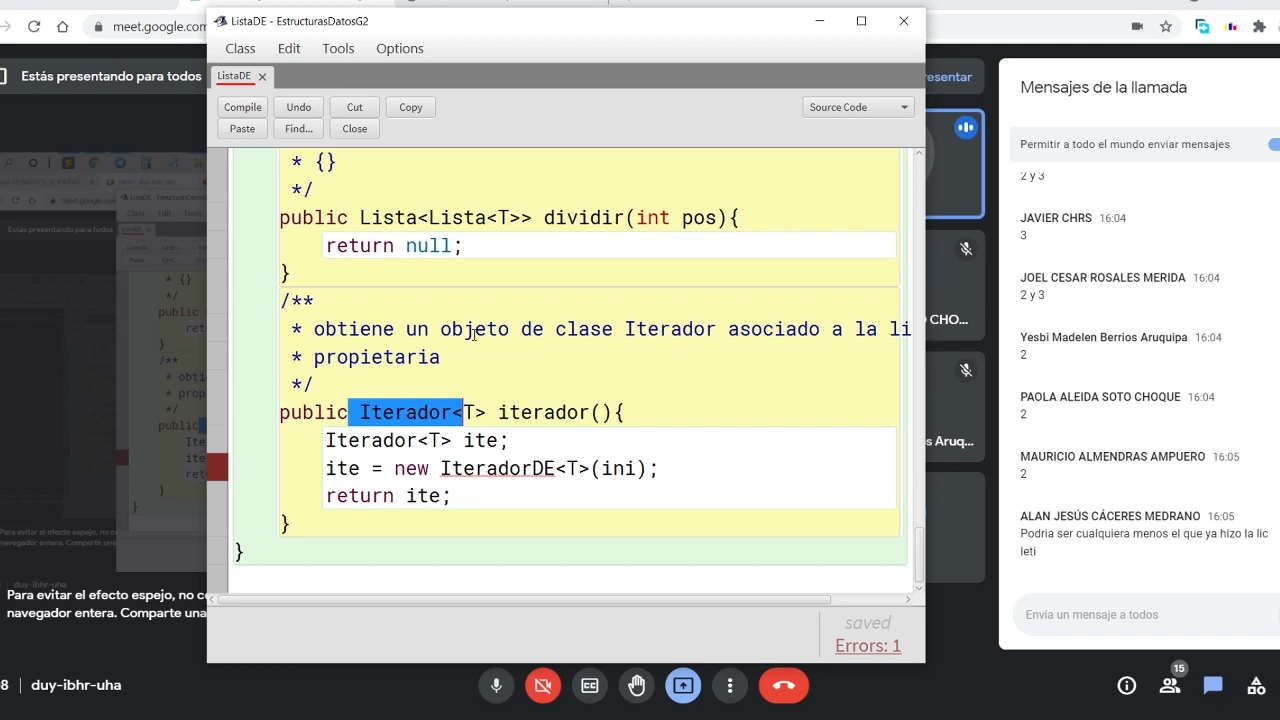 meet.google.com
Estás presentando para todos
ListaDE - EstructurasDatosG2
Class Edit Tools Options
ListaDE
Compile Undo Cut Copy
Paste Find... Close
Source Code
* {}
*/
public Lista<Lista<T>> dividir(int pos){
return null;
}
/**
* obtiene un objeto de clase Iterador asociado a la li
* propietaria
*/
public Iterador<T> iterador(){
Iterador<T> ite;
ite = new IteradorDE<T>(ini);
return ite;
}
}
saved
Errors: 1
esentar
CHO...
s Aruq...
Mensajes de la llamada
Permitir a todo el mundo enviar mensajes
2 y 3
JAVIER CHRS 16:04
3
JOEL CESAR ROSALES MERIDA 16:04
2 y 3
Yesbi Madelen Berrios Aruquipa 16:04
2
PAOLA ALEIDA SOTO CHOQUE 16:04
2
MAURICIO ALMENDRAS AMPUERO 16:05
2
ALAN JESÚS CÁCERES MEDRANO 16:05
Podria ser cualquiera menos el que ya hizo la lic
leti
Envía un mensaje a todos
Para evitar el efecto espejo, no co
navegador entera. Comparte una
8 duy-ibhr-uha
15